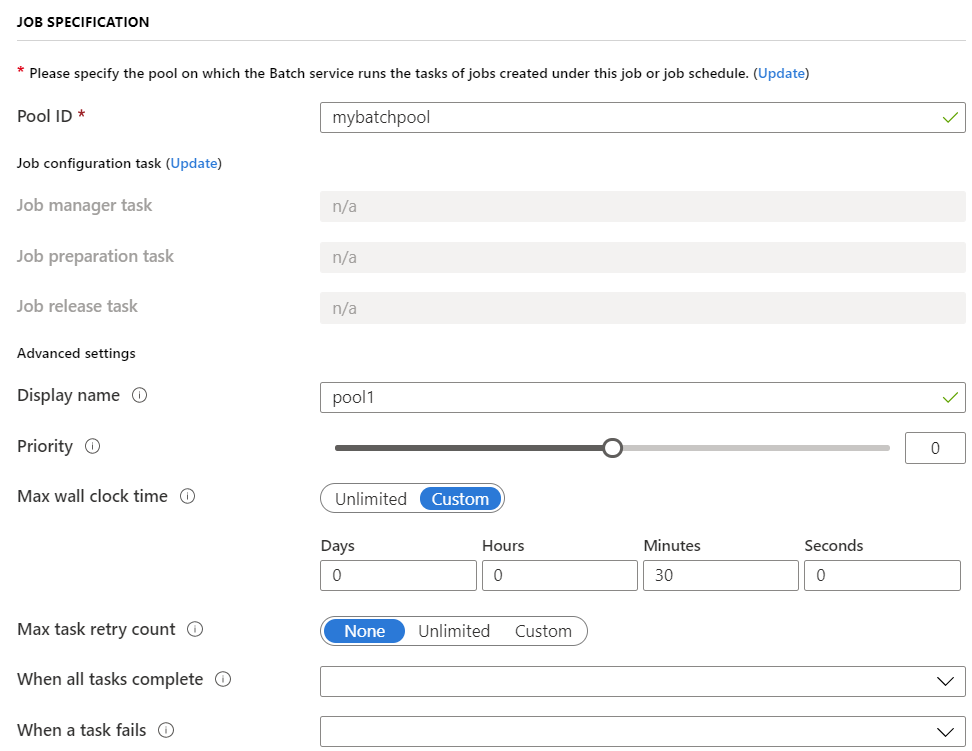 JOB SPECIFICATION
* Please specify the pool on which the Batch service runs the tasks of jobs created under this job or job schedule. (Update)
Pool ID * mybatchpool
Job configuration task (Update)
Job manager task n/a
Job preparation task n/a
Job release task n/a
Advanced settings
Display name pool1
Priority 0
Max wall clock time Unlimited Custom
Days Hours Minutes Seconds
0 0 30 0
Max task retry count None Unlimited Custom
When all tasks complete
When a task fails